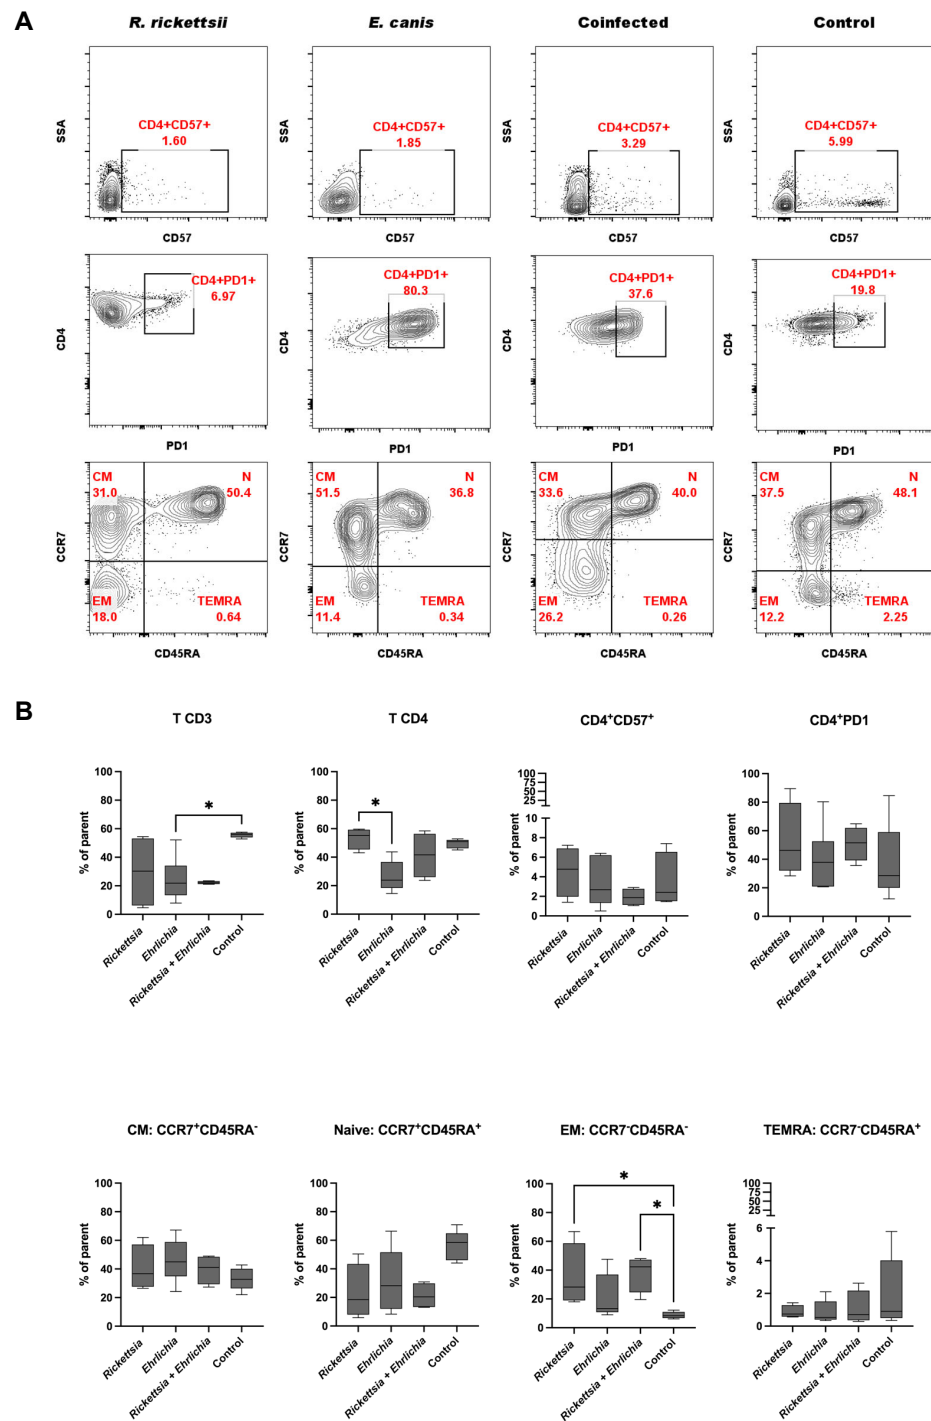 A
R. rickettsii E. canis Coinfected Control
SSA CD4+CD57+ 1.60 CD57
SSA CD4+CD57+ 1.85 CD57
SSA CD4+CD57+ 3.29 CD57
SSA CD4+CD57+ 5.99 CD57
CD4 CD4+PD1+ 6.97 PD1
CD4 CD4+PD1+ 80.3 PD1
CD4 CD4+PD1+ 37.6 PD1
CD4 CD4+PD1+ 19.8 PD1
CCR7 CM 31.0 N 50.4 EM 18.0 TEMRA 0.64 CD45RA
CCR7 CM 51.5 N 36.8 EM 11.4 TEMRA 0.34 CD45RA
CCR7 CM 33.6 N 40.0 EM 26.2 TEMRA 0.26 CD45RA
CCR7 CM 37.5 N 48.1 EM 12.2 TEMRA 2.25 CD45RA
B
T CD3
% of parent
100
80
60
40
20
0
*
Rickettsia
Ehrlichia
Rickettsia + Ehrlichia
Control
T CD4
% of parent
100
80
60
40
20
0
*
Rickettsia
Ehrlichia
Rickettsia + Ehrlichia
Control
CD4⁺CD57⁺
% of parent
100
75
50
25
10
8
6
4
2
0
Rickettsia
Ehrlichia
Rickettsia + Ehrlichia
Control
CD4⁺PD1
% of parent
100
80
60
40
20
0
Rickettsia
Ehrlichia
Rickettsia + Ehrlichia
Control
CM: CCR7⁺CD45RA⁻
% of parent
100
80
60
40
20
0
Rickettsia
Ehrlichia
Rickettsia + Ehrlichia
Control
Naive: CCR7⁺CD45RA⁺
% of parent
100
80
60
40
20
0
Rickettsia
Ehrlichia
Rickettsia + Ehrlichia
Control
EM: CCR7⁻CD45RA⁻
% of parent
100
80
60
40
20
0
*
*
Rickettsia
Ehrlichia
Rickettsia + Ehrlichia
Control
TEMRA: CCR7⁻CD45RA⁺
% of parent
100
75
50
25
6
4
2
0
Rickettsia
Ehrlichia
Rickettsia + Ehrlichia
Control